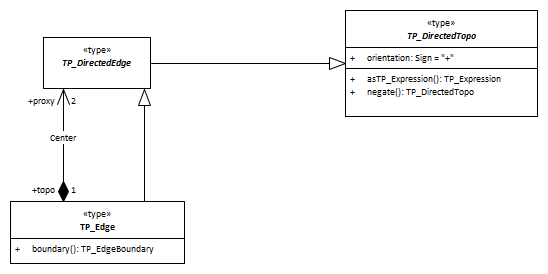 «type»
TP_DirectedTopo
+ orientation: Sign = "+"
+ asTP_Expression(): TP_Expression
+ negate(): TP_DirectedTopo
«type»
TP_DirectedEdge
+proxy 2
Center
+topo 1
«type»
TP_Edge
+ boundary(): TP_EdgeBoundary